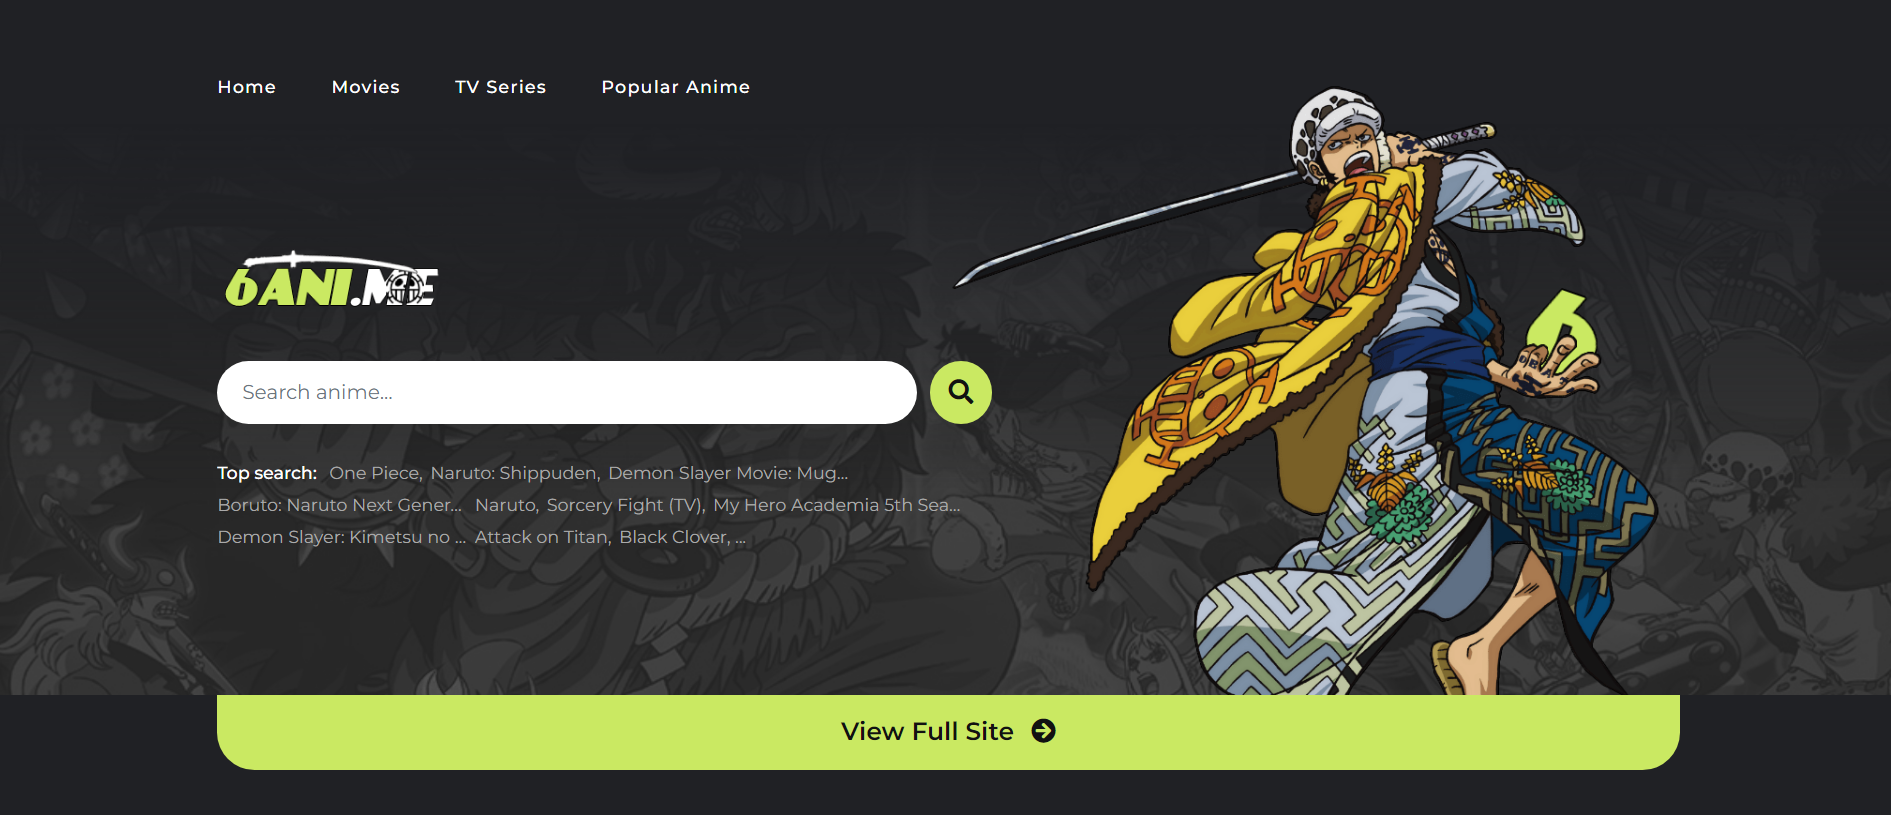 Home Movies TV Series Popular Anime
6ANI.ME
Search anime...
Top search: One Piece, Naruto: Shippuden, Demon Slayer Movie: Mug...
Boruto: Naruto Next Gener... Naruto, Sorcery Fight (TV), My Hero Academia 5th Sea...
Demon Slayer: Kimetsu no ... Attack on Titan, Black Clover, ...
6
View Full Site